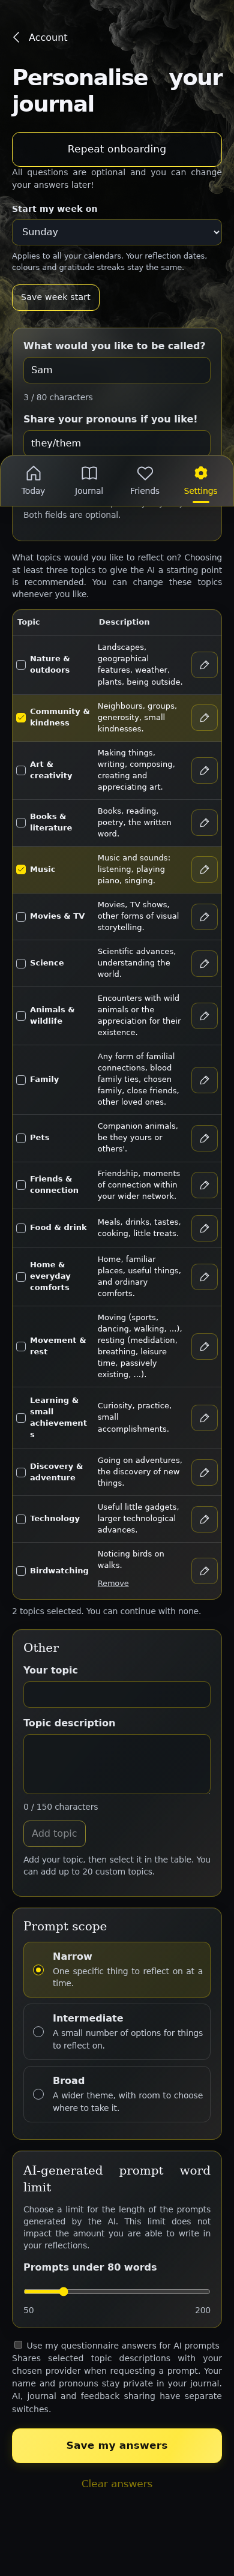 Account
Personalise your
journal
Repeat onboarding
All questions are optional and you can change
your answers later!
Start my week on
Sunday
Applies to all your calendars. Your reflection dates,
colours and gratitude streaks stay the same.
Save week start
What would you like to be called?
Sam
3 / 80 characters
Share your pronouns if you like!
they/them
Today
Journal
Friends
Settings
Both fields are optional.
What topics would you like to reflect on? Choosing
at least three topics to give the AI a starting point
is recommended. You can change these topics
whenever you like.
Topic
Description
Nature &
outdoors
Landscapes,
geographical
features, weather,
plants, being outside.
Community &
kindness
Neighbours, groups,
generosity, small
kindnesses.
Art &
creativity
Making things,
writing, composing,
creating and
appreciating art.
Books &
literature
Books, reading,
poetry, the written
word.
Music
Music and sounds:
listening, playing
piano, singing.
Movies & TV
Movies, TV shows,
other forms of visual
storytelling.
Science
Scientific advances,
understanding the
world.
Animals &
wildlife
Encounters with wild
animals or the
appreciation for their
existence.
Family
Any form of familial
connections, blood
family ties, chosen
family, close friends,
other loved ones.
Pets
Companion animals,
be they yours or
others'.
Friends &
connection
Friendship, moments
of connection within
your wider network.
Food & drink
Meals, drinks, tastes,
cooking, little treats.
Home &
everyday
comforts
Home, familiar
places, useful things,
and ordinary
comforts.
Movement &
rest
Moving (sports,
dancing, walking, ...),
resting (medidation,
breathing, leisure
time, passively
existing, ...).
Learning &
small
achievement
s
Curiosity, practice,
small
accomplishments.
Discovery &
adventure
Going on adventures,
the discovery of new
things.
Technology
Useful little gadgets,
larger technological
advances.
Birdwatching
Noticing birds on
walks.
Remove
2 topics selected. You can continue with none.
Other
Your topic
Topic description
0 / 150 characters
Add topic
Add your topic, then select it in the table. You
can add up to 20 custom topics.
Prompt scope
Narrow
One specific thing to reflect on at a
time.
Intermediate
A small number of options for things
to reflect on.
Broad
A wider theme, with room to choose
where to take it.
AI-generated prompt word
limit
Choose a limit for the length of the prompts
generated by the AI. This limit does not
impact the amount you are able to write in
your reflections.
Prompts under 80 words
50
200
Use my questionnaire answers for AI prompts
Shares selected topic descriptions with your
chosen provider when requesting a prompt. Your
name and pronouns stay private in your journal.
AI, journal and feedback sharing have separate
switches.
Save my answers
Clear answers